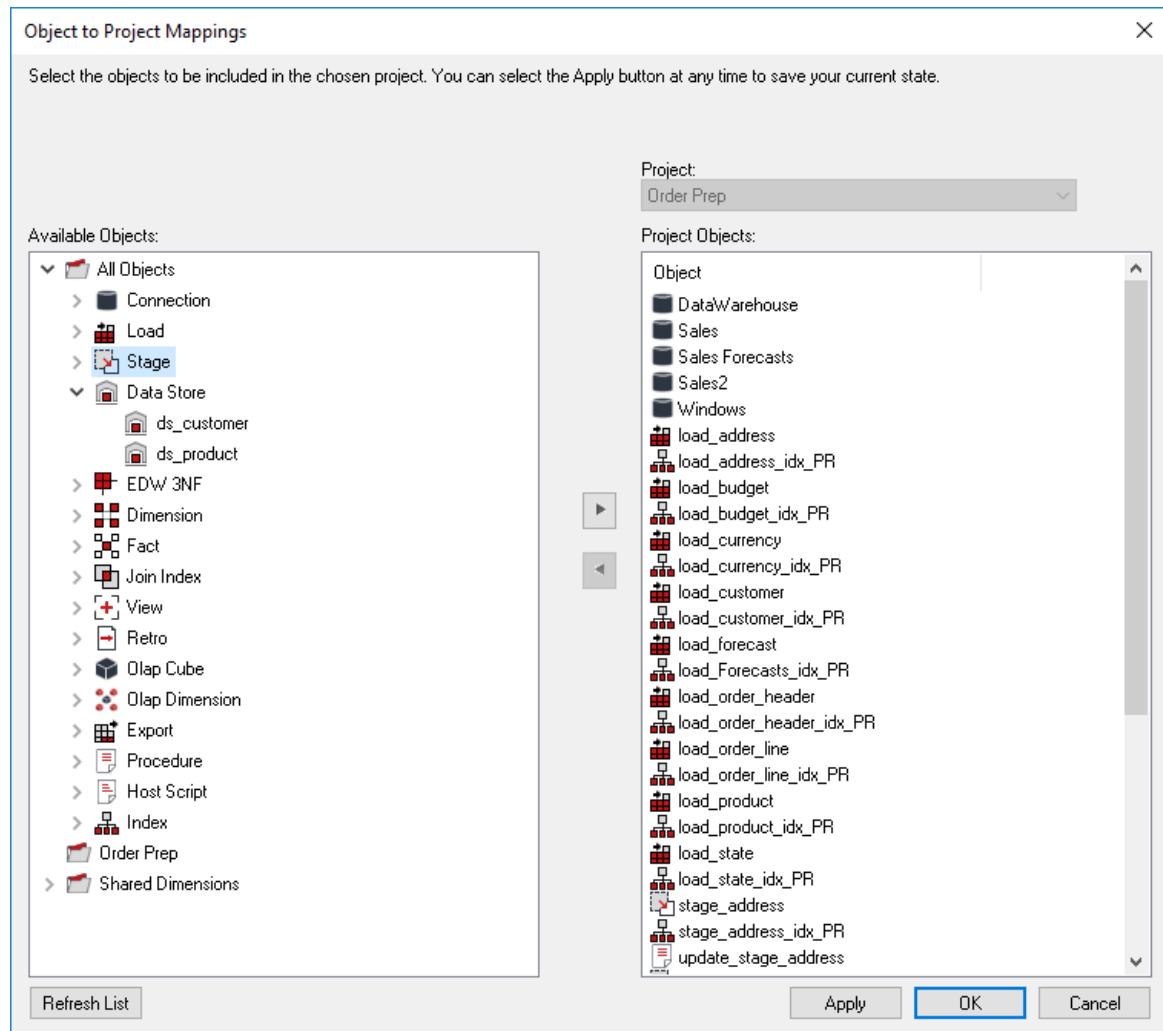 Object to Project Mappings
Select the objects to be included in the chosen project. You can select the Apply button at any time to save your current state.
Project:
Order Prep
Available Objects:
All Objects
Connection
Load
Stage
Data Store
ds_customer
ds_product
EDW 3NF
Dimension
Fact
Join Index
View
Retro
Olap Cube
Olap Dimension
Export
Procedure
Host Script
Index
Order Prep
Shared Dimensions
Project Objects:
Object
DataWarehouse
Sales
Sales Forecasts
Sales2
Windows
load_address
load_address_idx_PR
load_budget
load_budget_idx_PR
load_currency
load_currency_idx_PR
load_customer
load_customer_idx_PR
load_forecast
load_Forecasts_idx_PR
load_order_header
load_order_header_idx_PR
load_order_line
load_order_line_idx_PR
load_product
load_product_idx_PR
load_state
load_state_idx_PR
stage_address
stage_address_idx_PR
update_stage_address
Refresh List
Apply
OK
Cancel